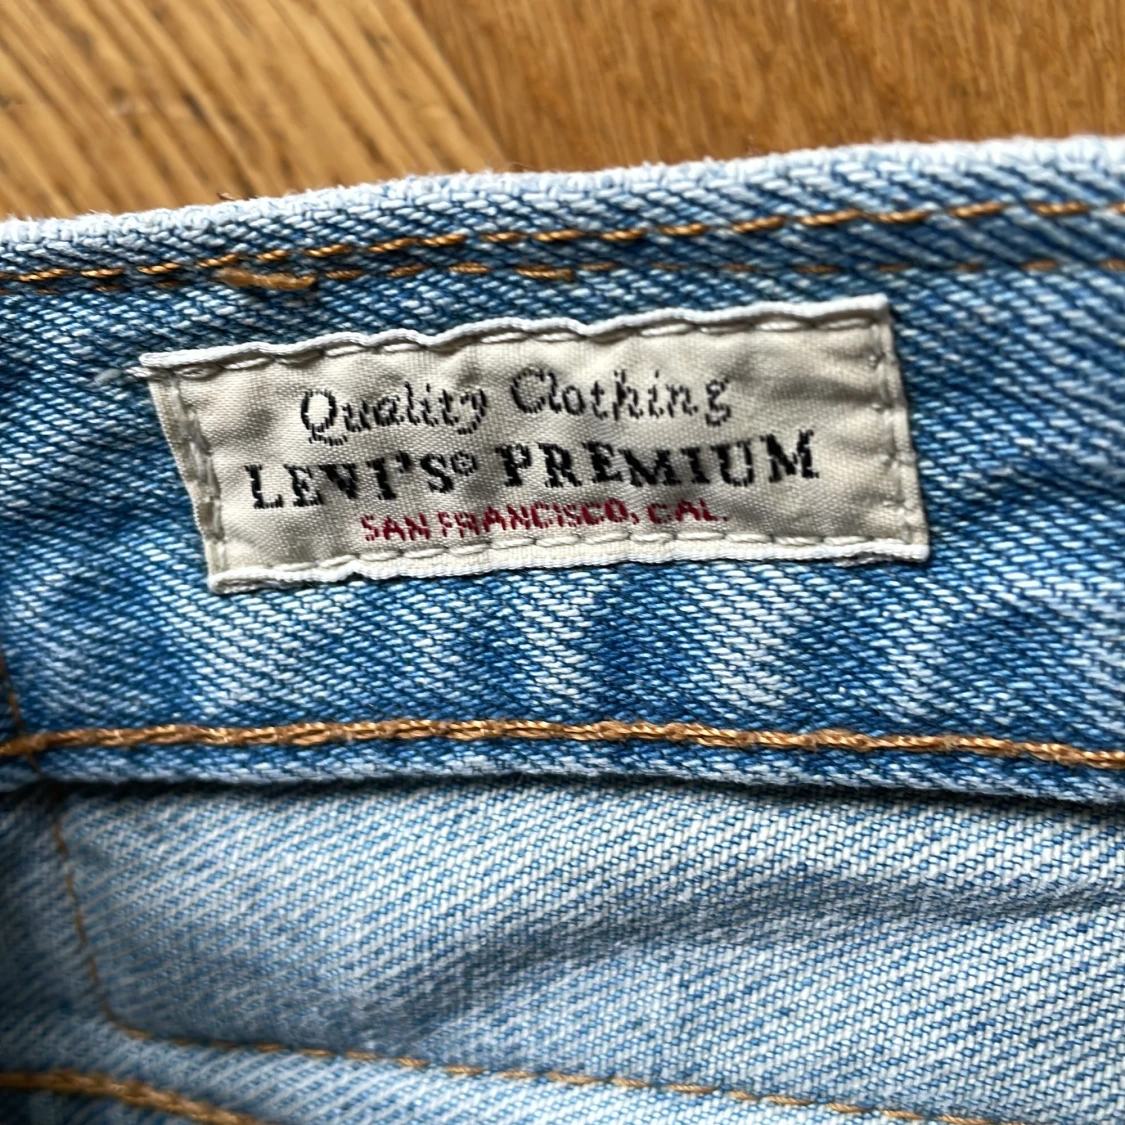 Quality Clothing
LEVI'S® PREMIUM
SAN FRANCISCO, CAL.